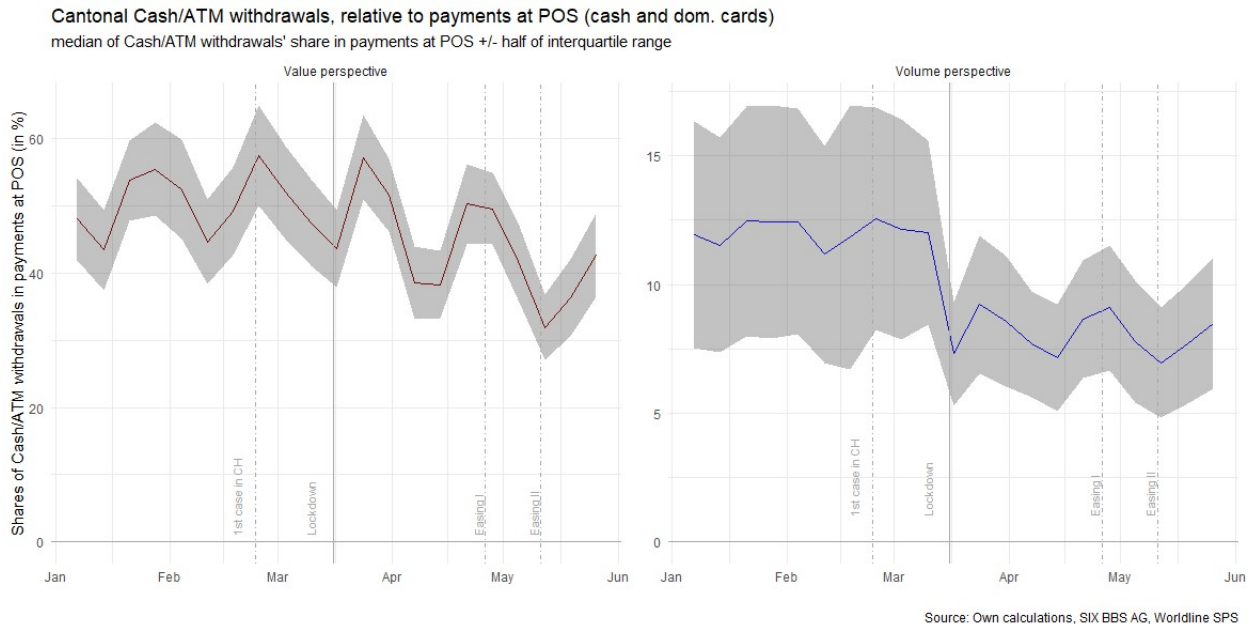 Cantonal Cash/ATM withdrawals, relative to payments at POS (cash and dom. cards)
median of Cash/ATM withdrawals' share in payments at POS +/- half of interquartile range
Value perspective
Shares of Cash/ATM withdrawals in payments at POS (in %)
60
40
20
0
1st case in CH
Lockdown
Easing I
Easing II
Jan Feb Mar Apr May Jun
Volume perspective
15
10
5
0
1st case in CH
Lockdown
Easing I
Easing II
Jan Feb Mar Apr May Jun
Source: Own calculations, SIX BBS AG, Worldline SPS